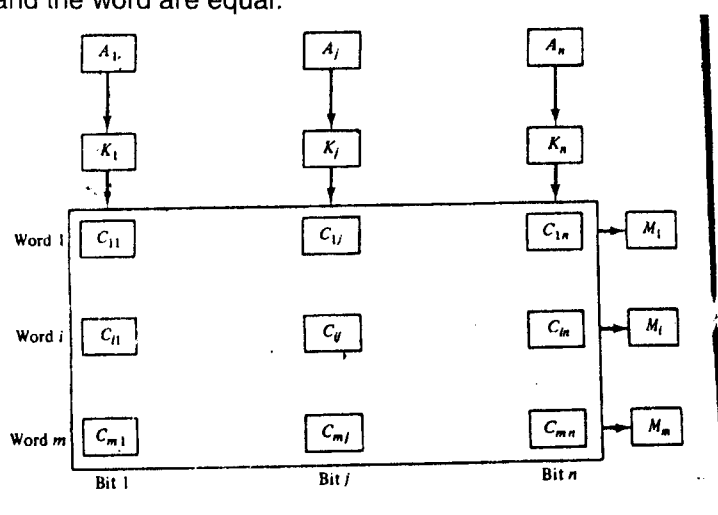 and the word are equal.
A₁ Aⱼ Aₙ
K₁ Kⱼ Kₙ
Word 1 C₁₁ C₁ⱼ C₁ₙ M₁
Word i Cᵢ₁ Cᵢⱼ Cᵢₙ Mᵢ
Word m Cₘ₁ Cₘⱼ Cₘₙ Mₘ
Bit 1 Bit j Bit n